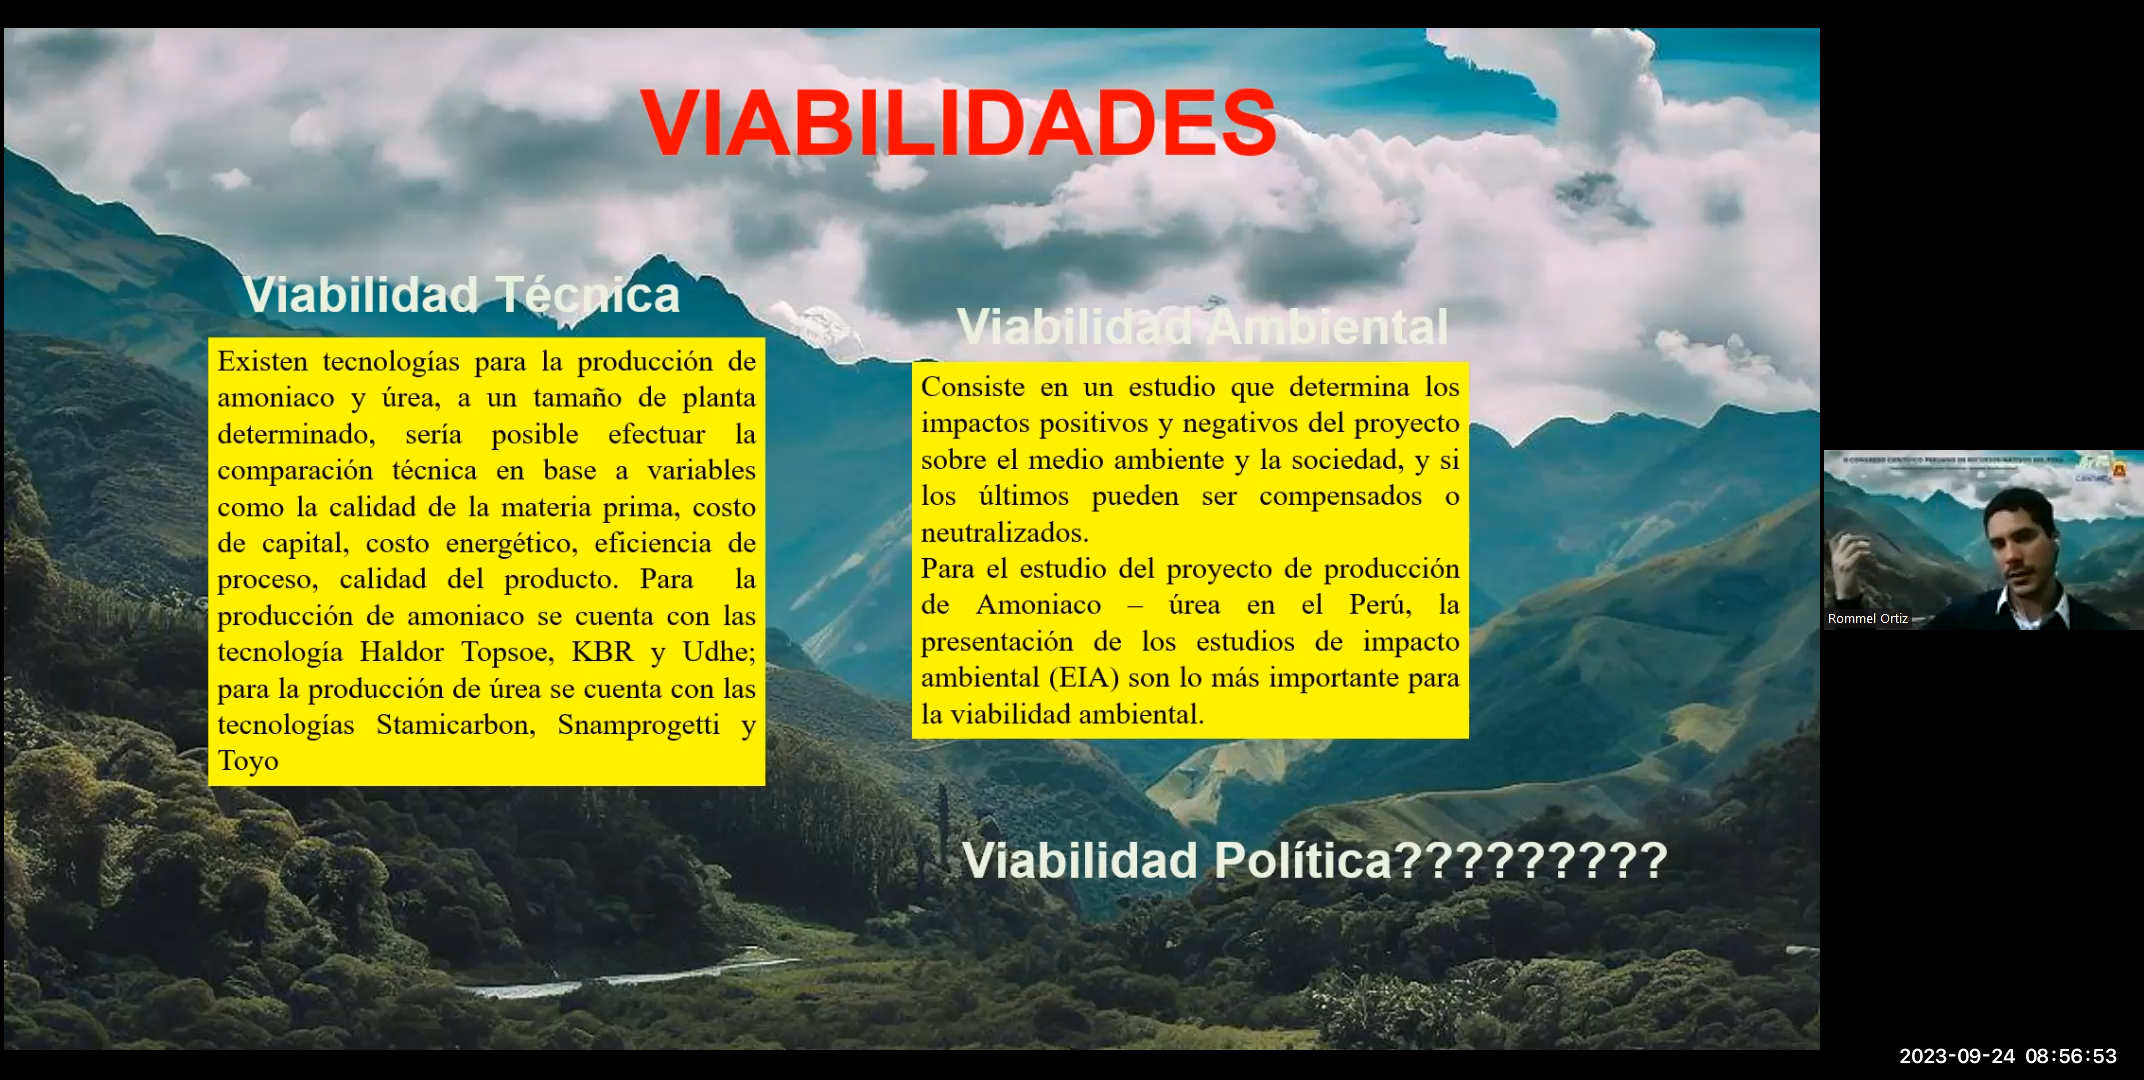 VIABILIDADES
Viabilidad Técnica
Existen tecnologías para la producción de
amoniaco y úrea, a un tamaño de planta
determinado, sería posible efectuar la
comparación técnica en base a variables
como la calidad de la materia prima, costo
de capital, costo energético, eficiencia de
proceso, calidad del producto. Para la
producción de amoniaco se cuenta con las
tecnología Haldor Topsoe, KBR y Udhe;
para la producción de úrea se cuenta con las
tecnologías Stamicarbon, Snamprogetti y
Toyo
Viabilidad Ambiental
Consiste en un estudio que determina los
impactos positivos y negativos del proyecto
sobre el medio ambiente y la sociedad, y si
los últimos pueden ser compensados o
neutralizados.
Para el estudio del proyecto de producción
de Amoniaco – úrea en el Perú, la
presentación de los estudios de impacto
ambiental (EIA) son lo más importante para
la viabilidad ambiental.
Viabilidad Política?????????
Rommel Ortiz
2023-09-24 08:56:53